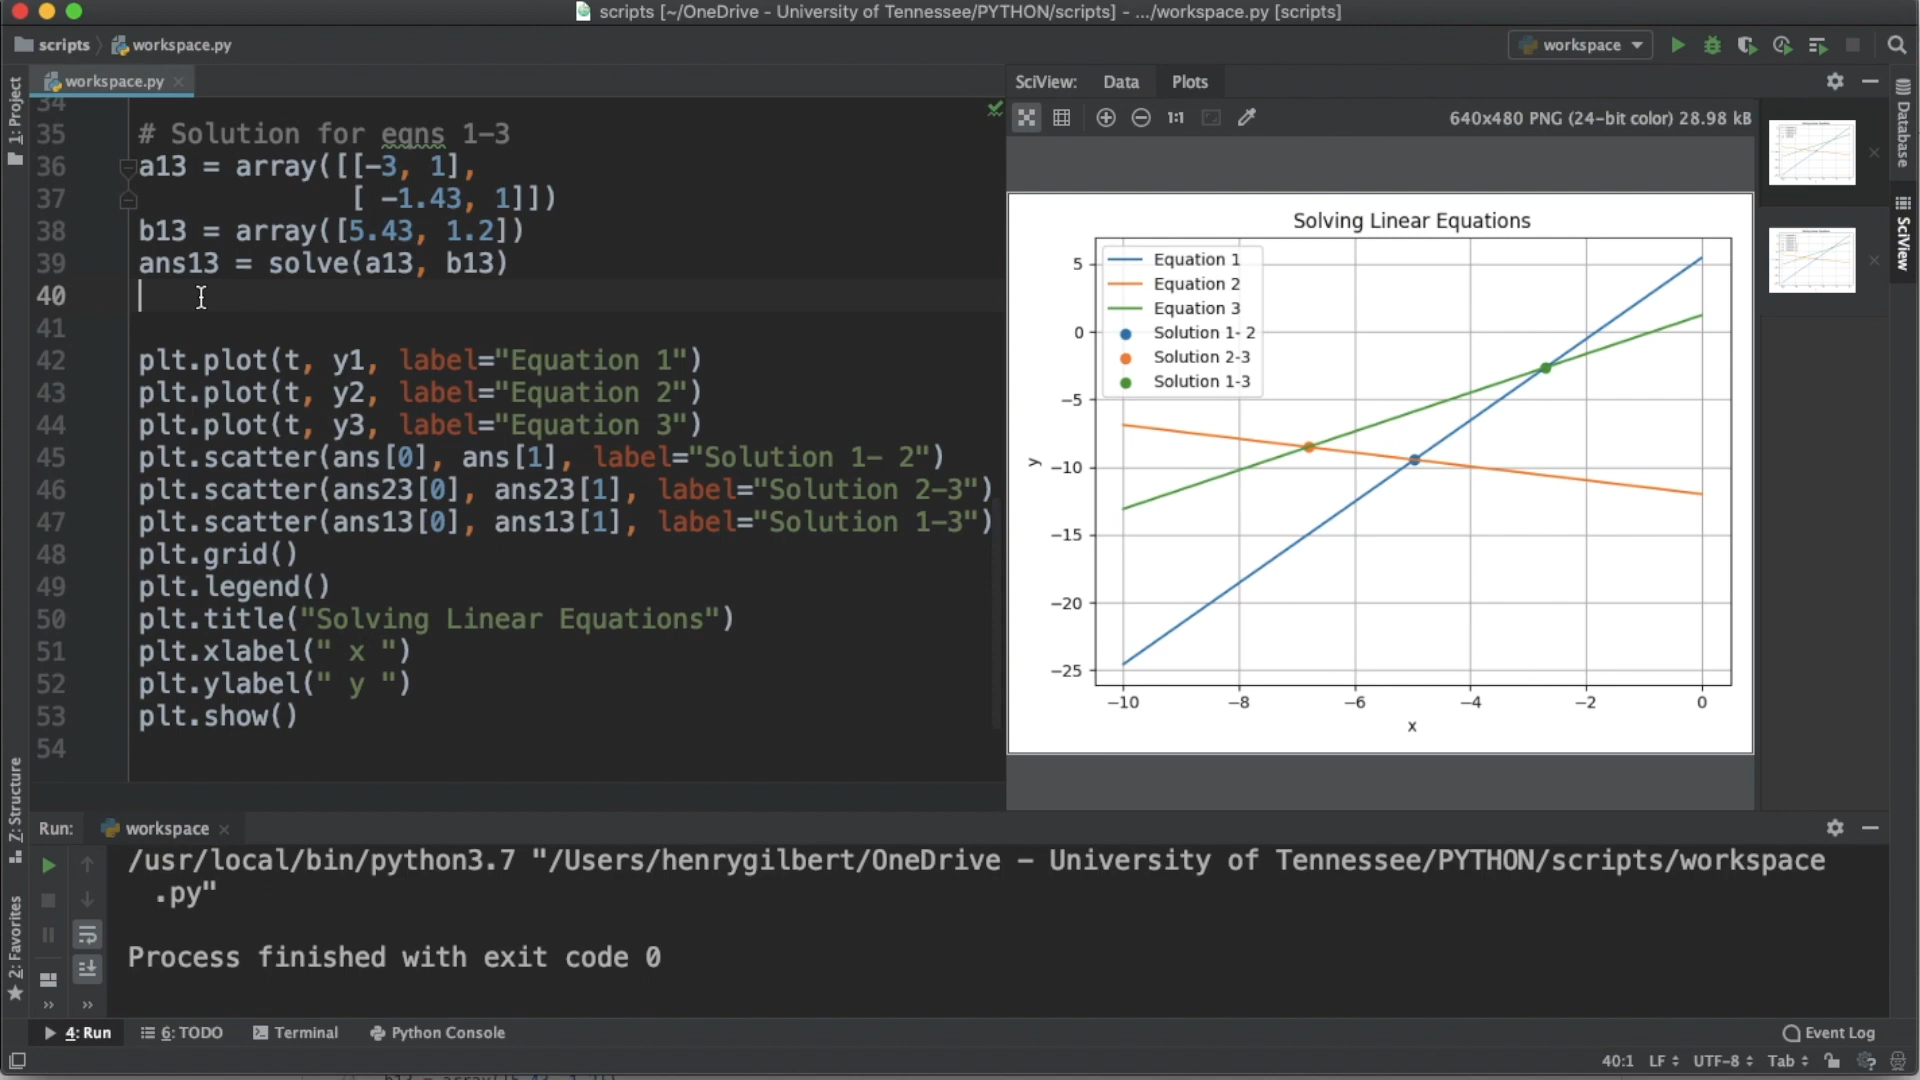 scripts [~/OneDrive - University of Tennessee/PYTHON/scripts] - .../workspace.py [scripts]
scripts
workspace.py
workspace
workspace.py
SciView:
Data
Plots
1:1
640x480 PNG (24-bit color) 28.98 kB
1: Project
Database
SciView
34
35 # Solution for eqns 1-3
36 a13 = array([[-3, 1],
37 [ -1.43, 1]])
38 b13 = array([5.43, 1.2])
39 ans13 = solve(a13, b13)
40
41
42 plt.plot(t, y1, label="Equation 1")
43 plt.plot(t, y2, label="Equation 2")
44 plt.plot(t, y3, label="Equation 3")
45 plt.scatter(ans[0], ans[1], label="Solution 1- 2")
46 plt.scatter(ans23[0], ans23[1], label="Solution 2-3")
47 plt.scatter(ans13[0], ans13[1], label="Solution 1-3")
48 plt.grid()
49 plt.legend()
50 plt.title("Solving Linear Equations")
51 plt.xlabel(" x ")
52 plt.ylabel(" y ")
53 plt.show()
54
Solving Linear Equations
Equation 1
Equation 2
Equation 3
Solution 1- 2
Solution 2-3
Solution 1-3
5
0
−5
−10
−15
−20
−25
y
−10
−8
−6
−4
−2
0
x
Z: Structure
2: Favorites
Run:
workspace
/usr/local/bin/python3.7 "/Users/henrygilbert/OneDrive - University of Tennessee/PYTHON/scripts/workspace
.py"
Process finished with exit code 0
4: Run
6: TODO
Terminal
Python Console
Event Log
40:1
LF
UTF-8
Tab